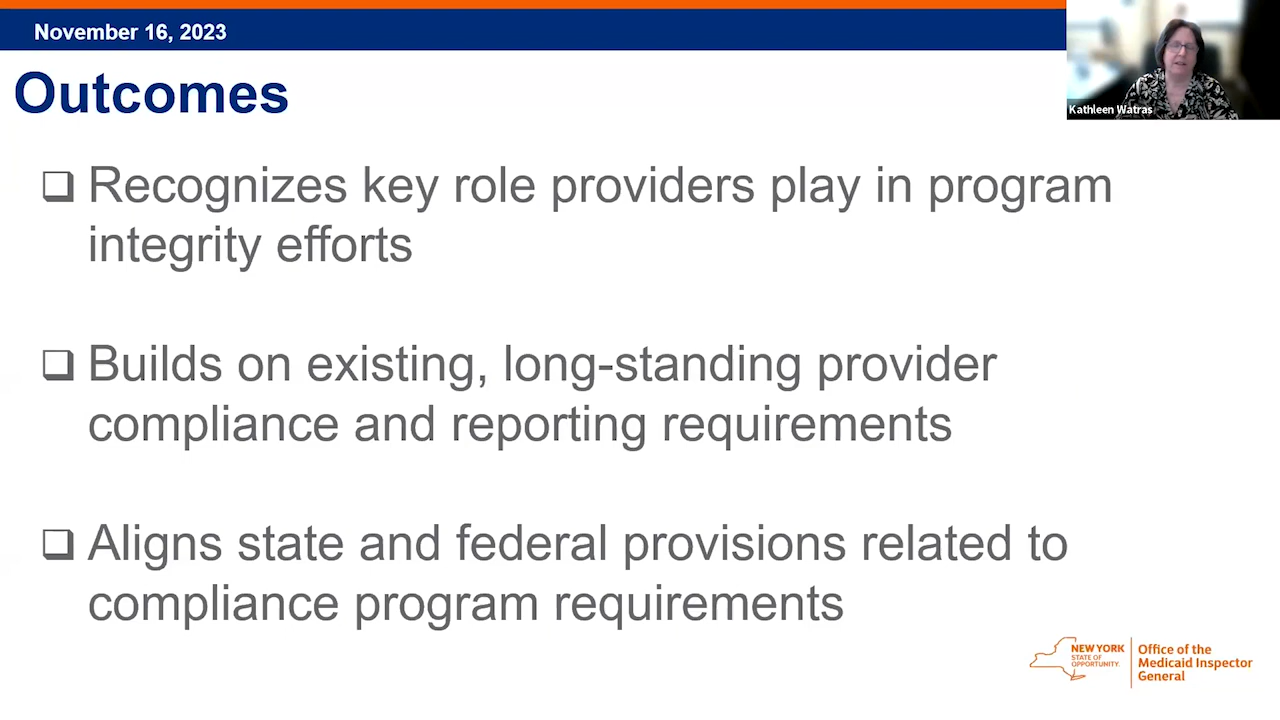 November 16, 2023
Kathleen Watras
Outcomes
❑ Recognizes key role providers play in program
integrity efforts
❑ Builds on existing, long-standing provider
compliance and reporting requirements
❑ Aligns state and federal provisions related to
compliance program requirements
NEW YORK
STATE OF
OPPORTUNITY.
Office of the
Medicaid Inspector
General